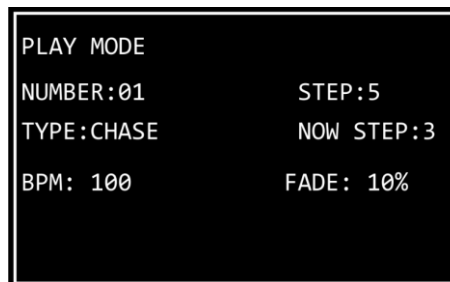 PLAY MODE
NUMBER:01 STEP:5
TYPE:CHASE NOW STEP:3
BPM: 100 FADE: 10%